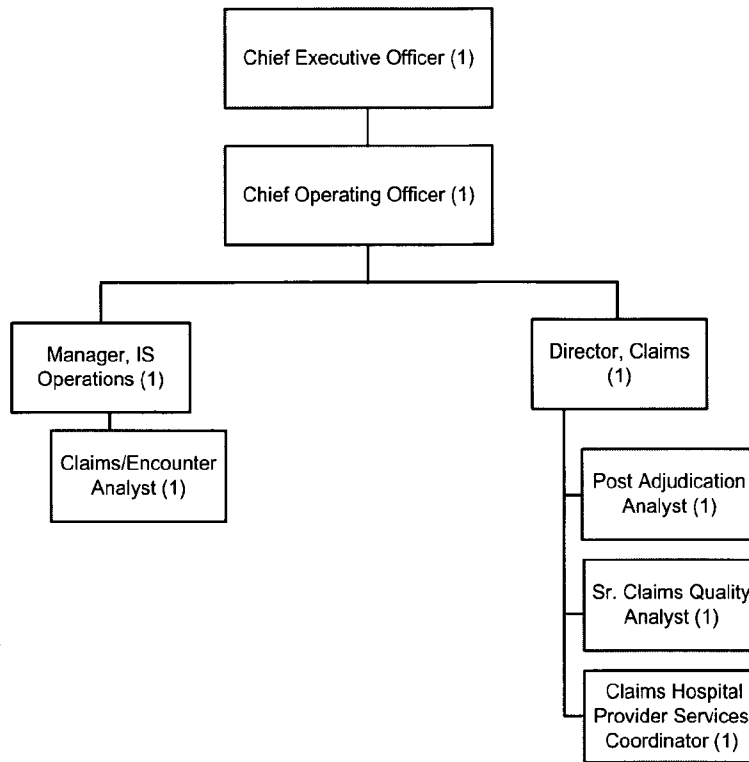 Chief Executive Officer (1)
Chief Operating Officer (1)
Manager, IS
Operations (1)
Director, Claims
(1)
Claims/Encounter
Analyst (1)
Post Adjudication
Analyst (1)
Sr. Claims Quality
Analyst (1)
Claims Hospital
Provider Services
Coordinator (1)